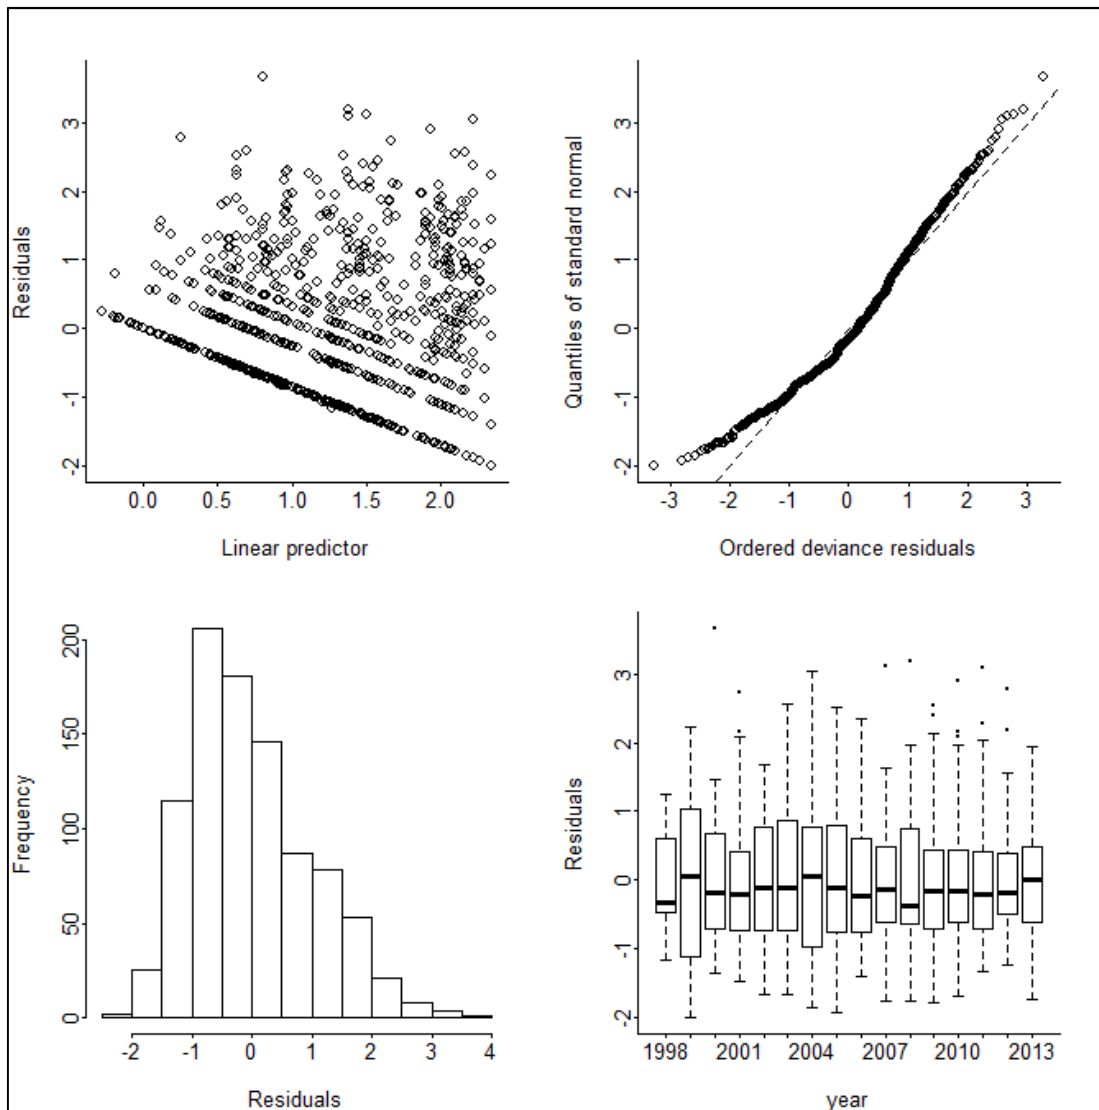 3
2
1
0
-1
-2
Residuals
0.0 0.5 1.0 1.5 2.0
Linear predictor
3
2
1
0
-1
-2
Quantiles of standard normal
-3 -2 -1 0 1 2 3
Ordered deviance residuals
200
150
100
50
0
Frequency
-2 -1 0 1 2 3 4
Residuals
3
2
1
0
-1
-2
Residuals
1998 2001 2004 2007 2010 2013
year